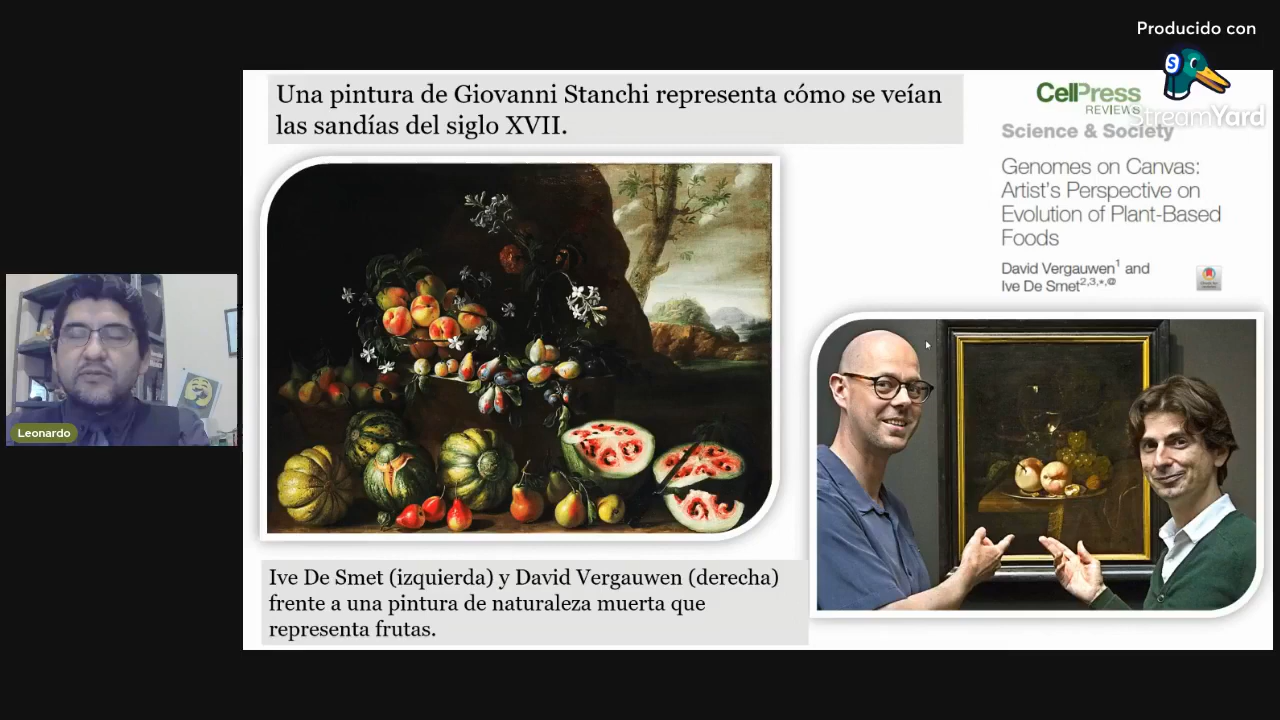 Producido con
S
StreamYard
Una pintura de Giovanni Stanchi representa cómo se veían
las sandías del siglo XVII.
CellPress
REVIEWS
Science & Society
Genomes on Canvas:
Artist's Perspective on
Evolution of Plant-Based
Foods
David Vergauwen¹ and
Ive De Smet²,³,*,@
Leonardo
Ive De Smet (izquierda) y David Vergauwen (derecha)
frente a una pintura de naturaleza muerta que
representa frutas.